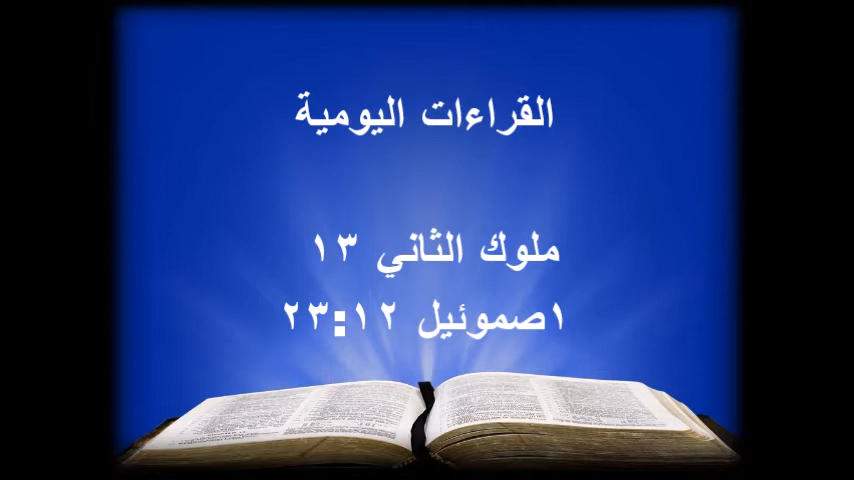 القراءات اليومية
ملوك الثاني ١٣
١صموئيل ١٢:٢٣